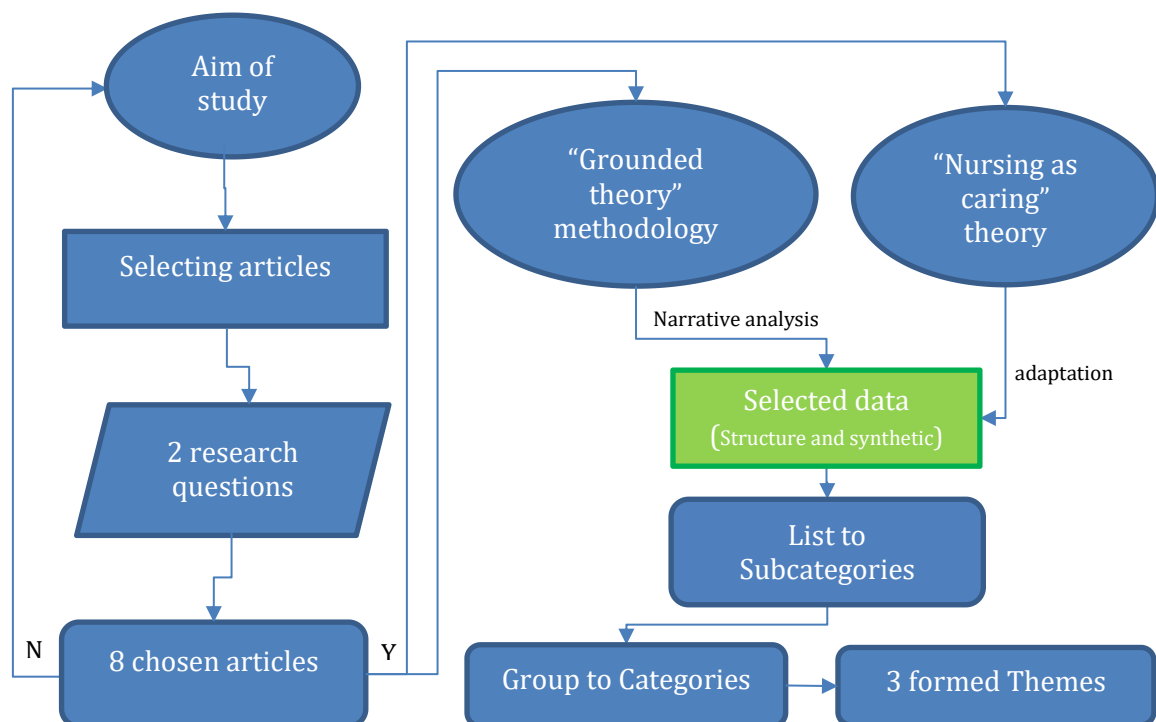 Aim of
study
Selecting articles
2 research
questions
8 chosen articles
N
Y
“Grounded
theory”
methodology
“Nursing as
caring”
theory
Narrative analysis
adaptation
Selected data
(Structure and synthetic)
List to
Subcategories
Group to Categories
3 formed Themes